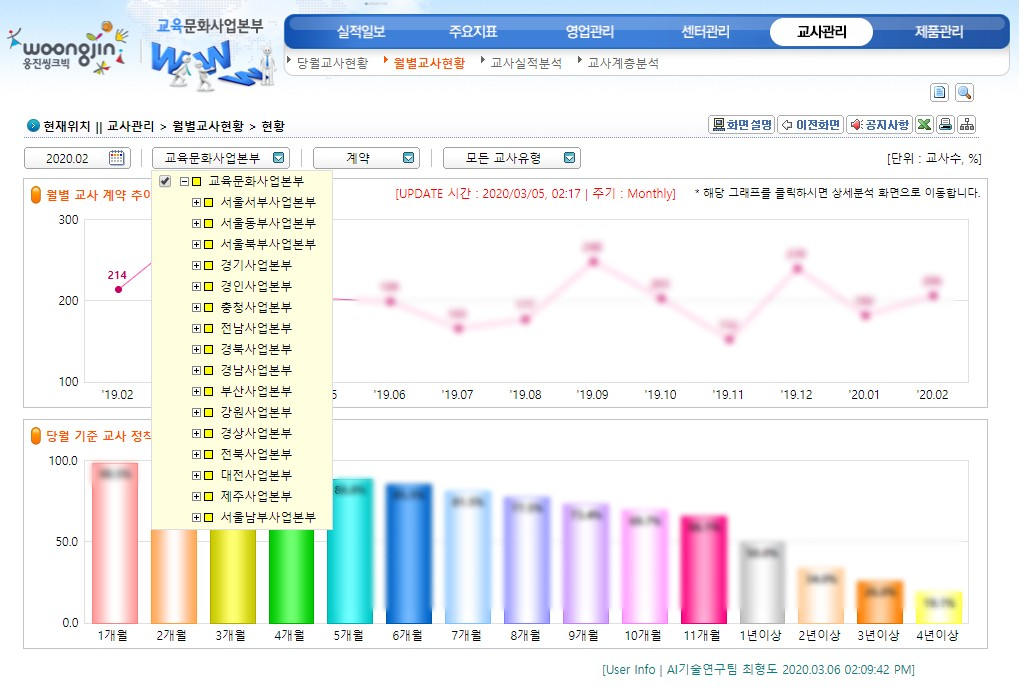 woongjin
웅진씽크빅
교육문화사업본부
WOW
실적일보 주요지표 영업관리 센터관리 교사관리 제품관리
당월교사현황 월별교사현황 교사실적분석 교사계층분석
현재위치 || 교사관리 > 월별교사현황 > 현황
화면설명 이전화면 공지사항
2020.02 교육문화사업본부 계약 모든 교사유형 [단위 : 교사수, %]
월별 교사 계약 추이
[UPDATE 시간 : 2020/03/05, 02:17 | 주기 : Monthly] * 해당 그래프를 클릭하시면 상세분석 화면으로 이동합니다.
교육문화사업본부
서울서부사업본부
서울동부사업본부
서울북부사업본부
경기사업본부
경인사업본부
충청사업본부
전남사업본부
경북사업본부
경남사업본부
부산사업본부
강원사업본부
경상사업본부
전북사업본부
대전사업본부
제주사업본부
서울남부사업본부
300
214
200
100
'19.02 '19.06 '19.07 '19.08 '19.09 '19.10 '19.11 '19.12 '20.01 '20.02
당월 기준 교사 정착
100.0
50.0
0.0
1개월 2개월 3개월 4개월 5개월 6개월 7개월 8개월 9개월 10개월 11개월 1년이상 2년이상 3년이상 4년이상
[User Info | AI기술연구팀 최형도 2020.03.06 02:09:42 PM]